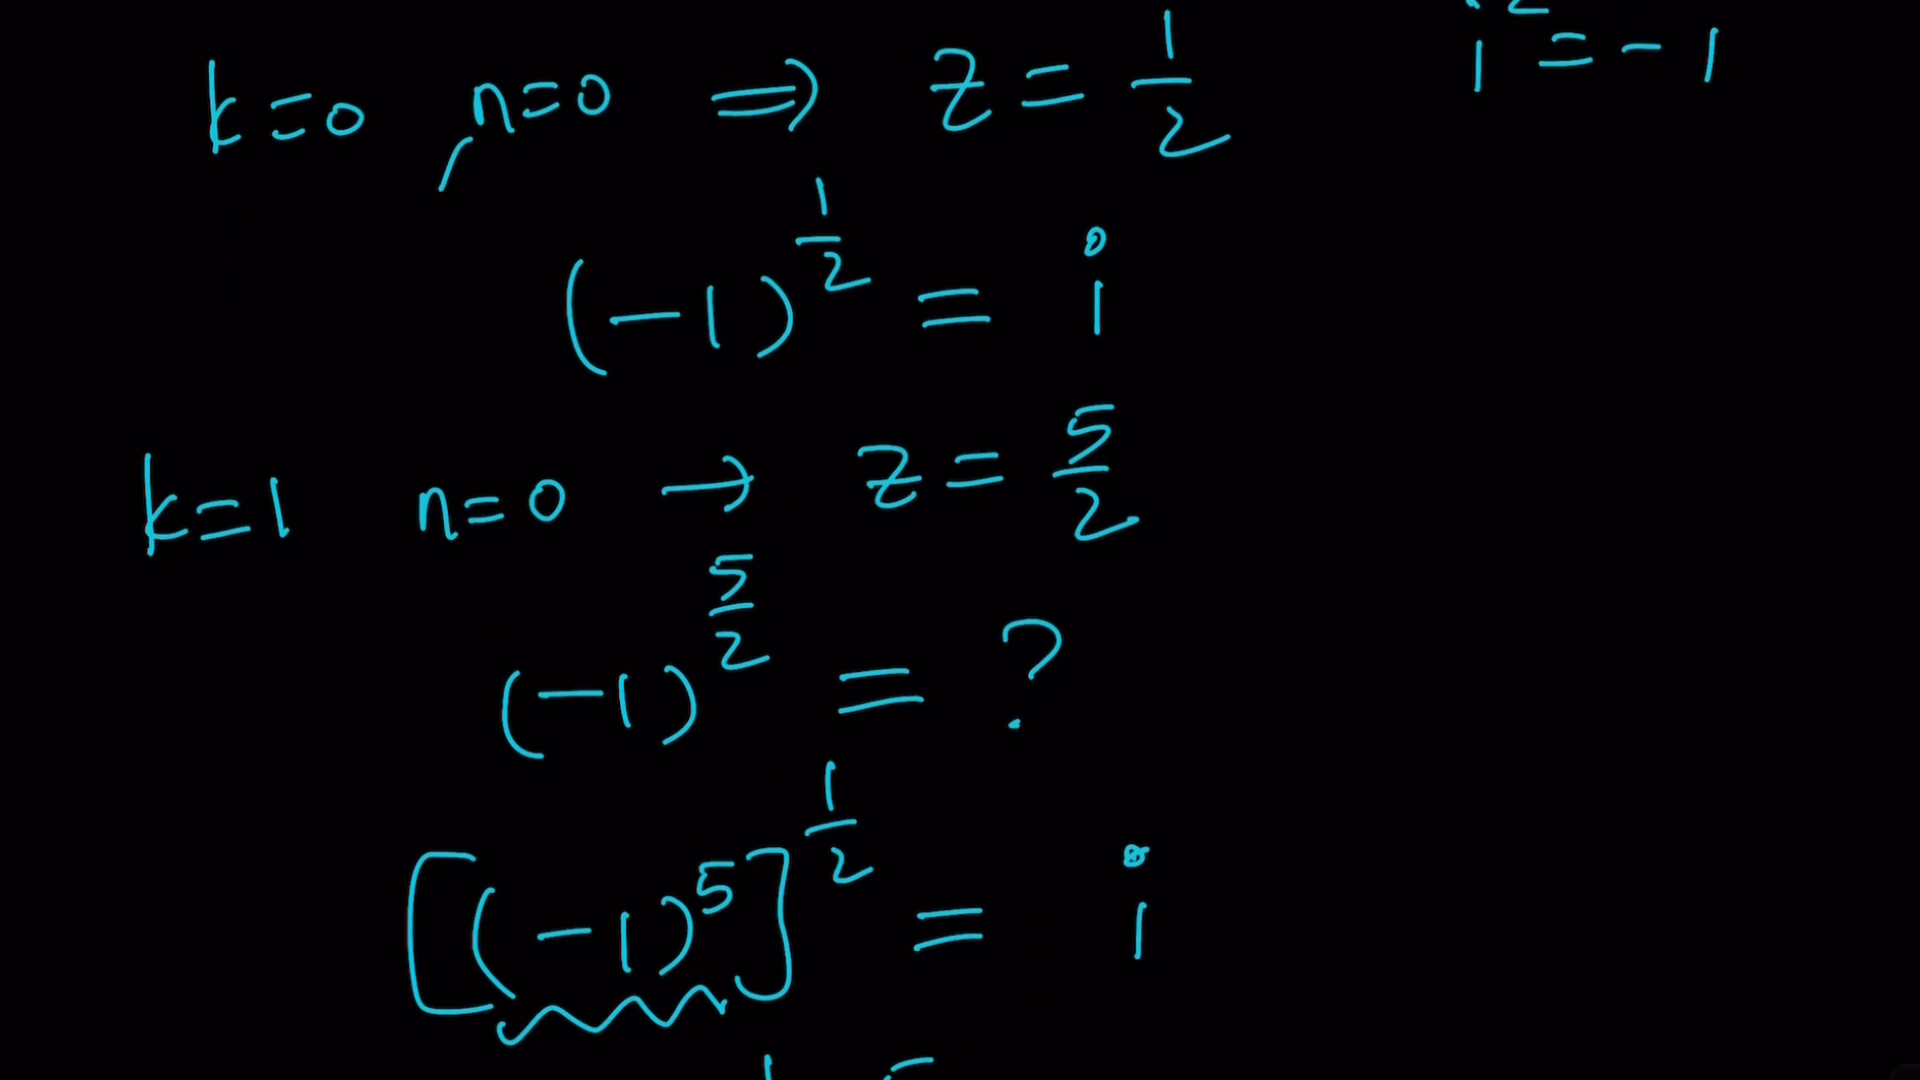 i² = -1
k=0 n=0 ⟹ z = 1/2
(-1)^(1/2) = i
k=1 n=0 → z = 5/2
(-1)^(5/2) = ?
[(-1)^5]^(1/2) = i